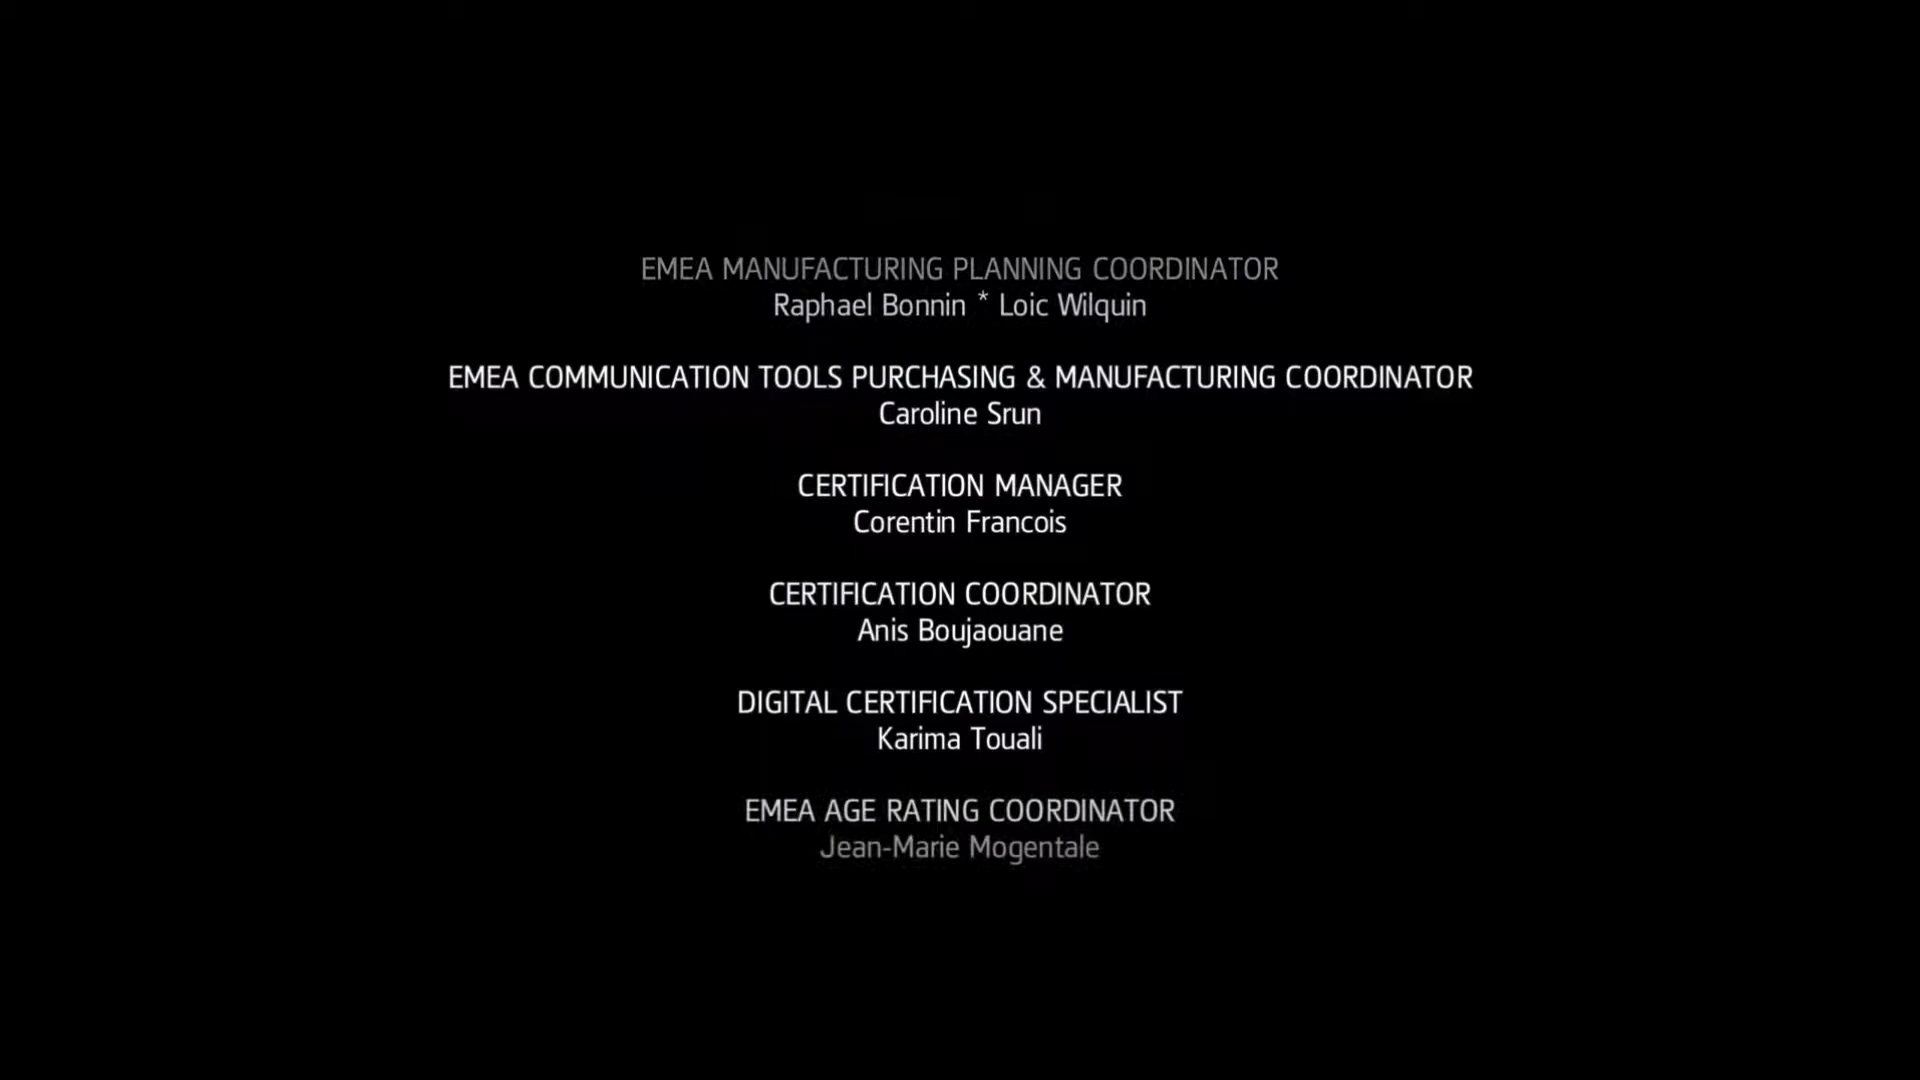 EMEA MANUFACTURING PLANNING COORDINATOR
Raphael Bonnin * Loic Wilquin
EMEA COMMUNICATION TOOLS PURCHASING & MANUFACTURING COORDINATOR
Caroline Srun
CERTIFICATION MANAGER
Corentin Francois
CERTIFICATION COORDINATOR
Anis Boujaouane
DIGITAL CERTIFICATION SPECIALIST
Karima Touali
EMEA AGE RATING COORDINATOR
Jean-Marie Mogentale